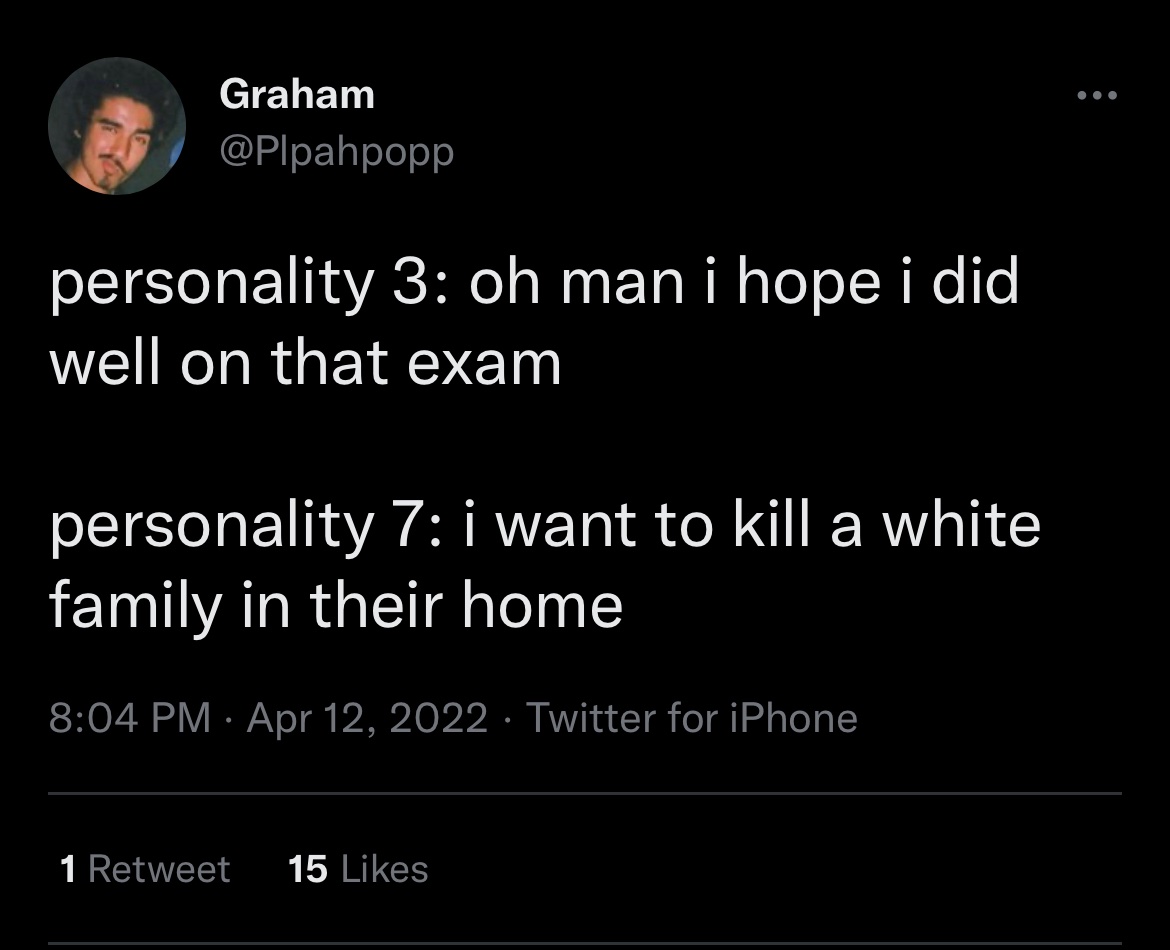 Graham
@Plpahpopp
personality 3: oh man i hope i did
well on that exam
personality 7: i want to kill a white
family in their home
8:04 PM · Apr 12, 2022 · Twitter for iPhone
1 Retweet 15 Likes